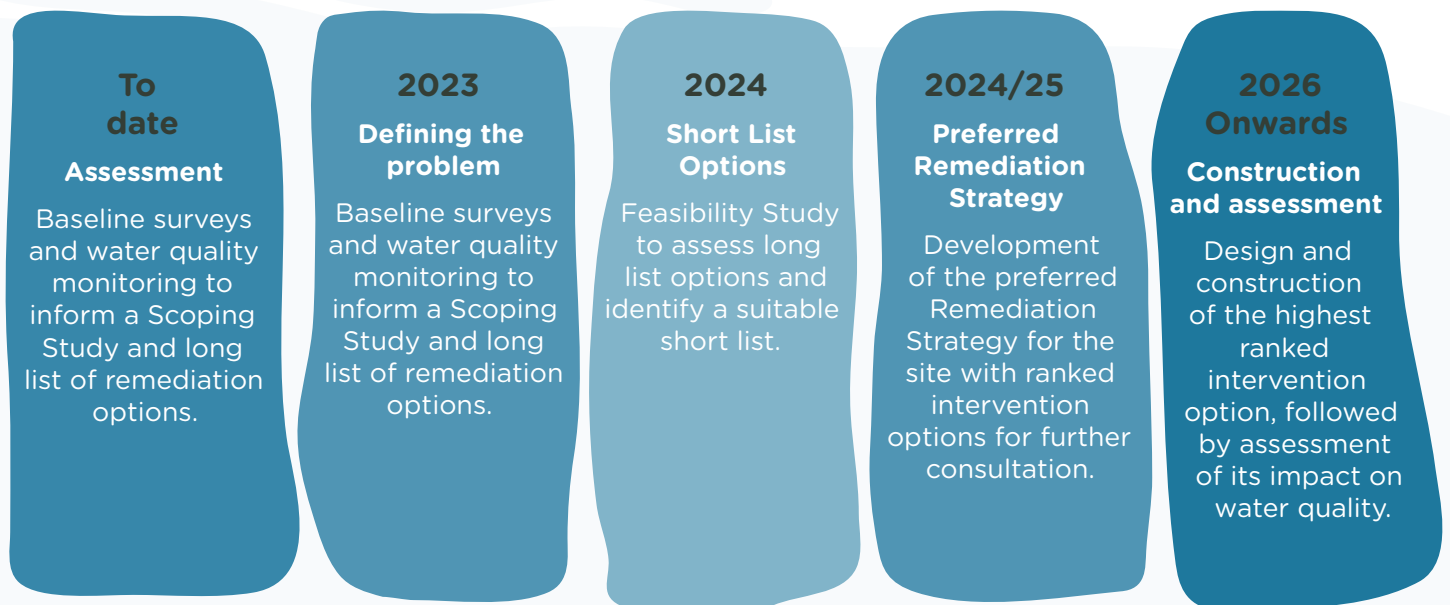 To
date
Assessment
Baseline surveys
and water quality
monitoring to
inform a Scoping
Study and long
list of remediation
options.
2023
Defining the
problem
Baseline surveys
and water quality
monitoring to
inform a Scoping
Study and long
list of remediation
options.
2024
Short List
Options
Feasibility Study
to assess long
list options and
identify a suitable
short list.
2024/25
Preferred
Remediation
Strategy
Development
of the preferred
Remediation
Strategy for the
site with ranked
intervention
options for further
consultation.
2026
Onwards
Construction
and assessment
Design and
construction
of the highest
ranked
intervention
option, followed
by assessment
of its impact on
water quality.